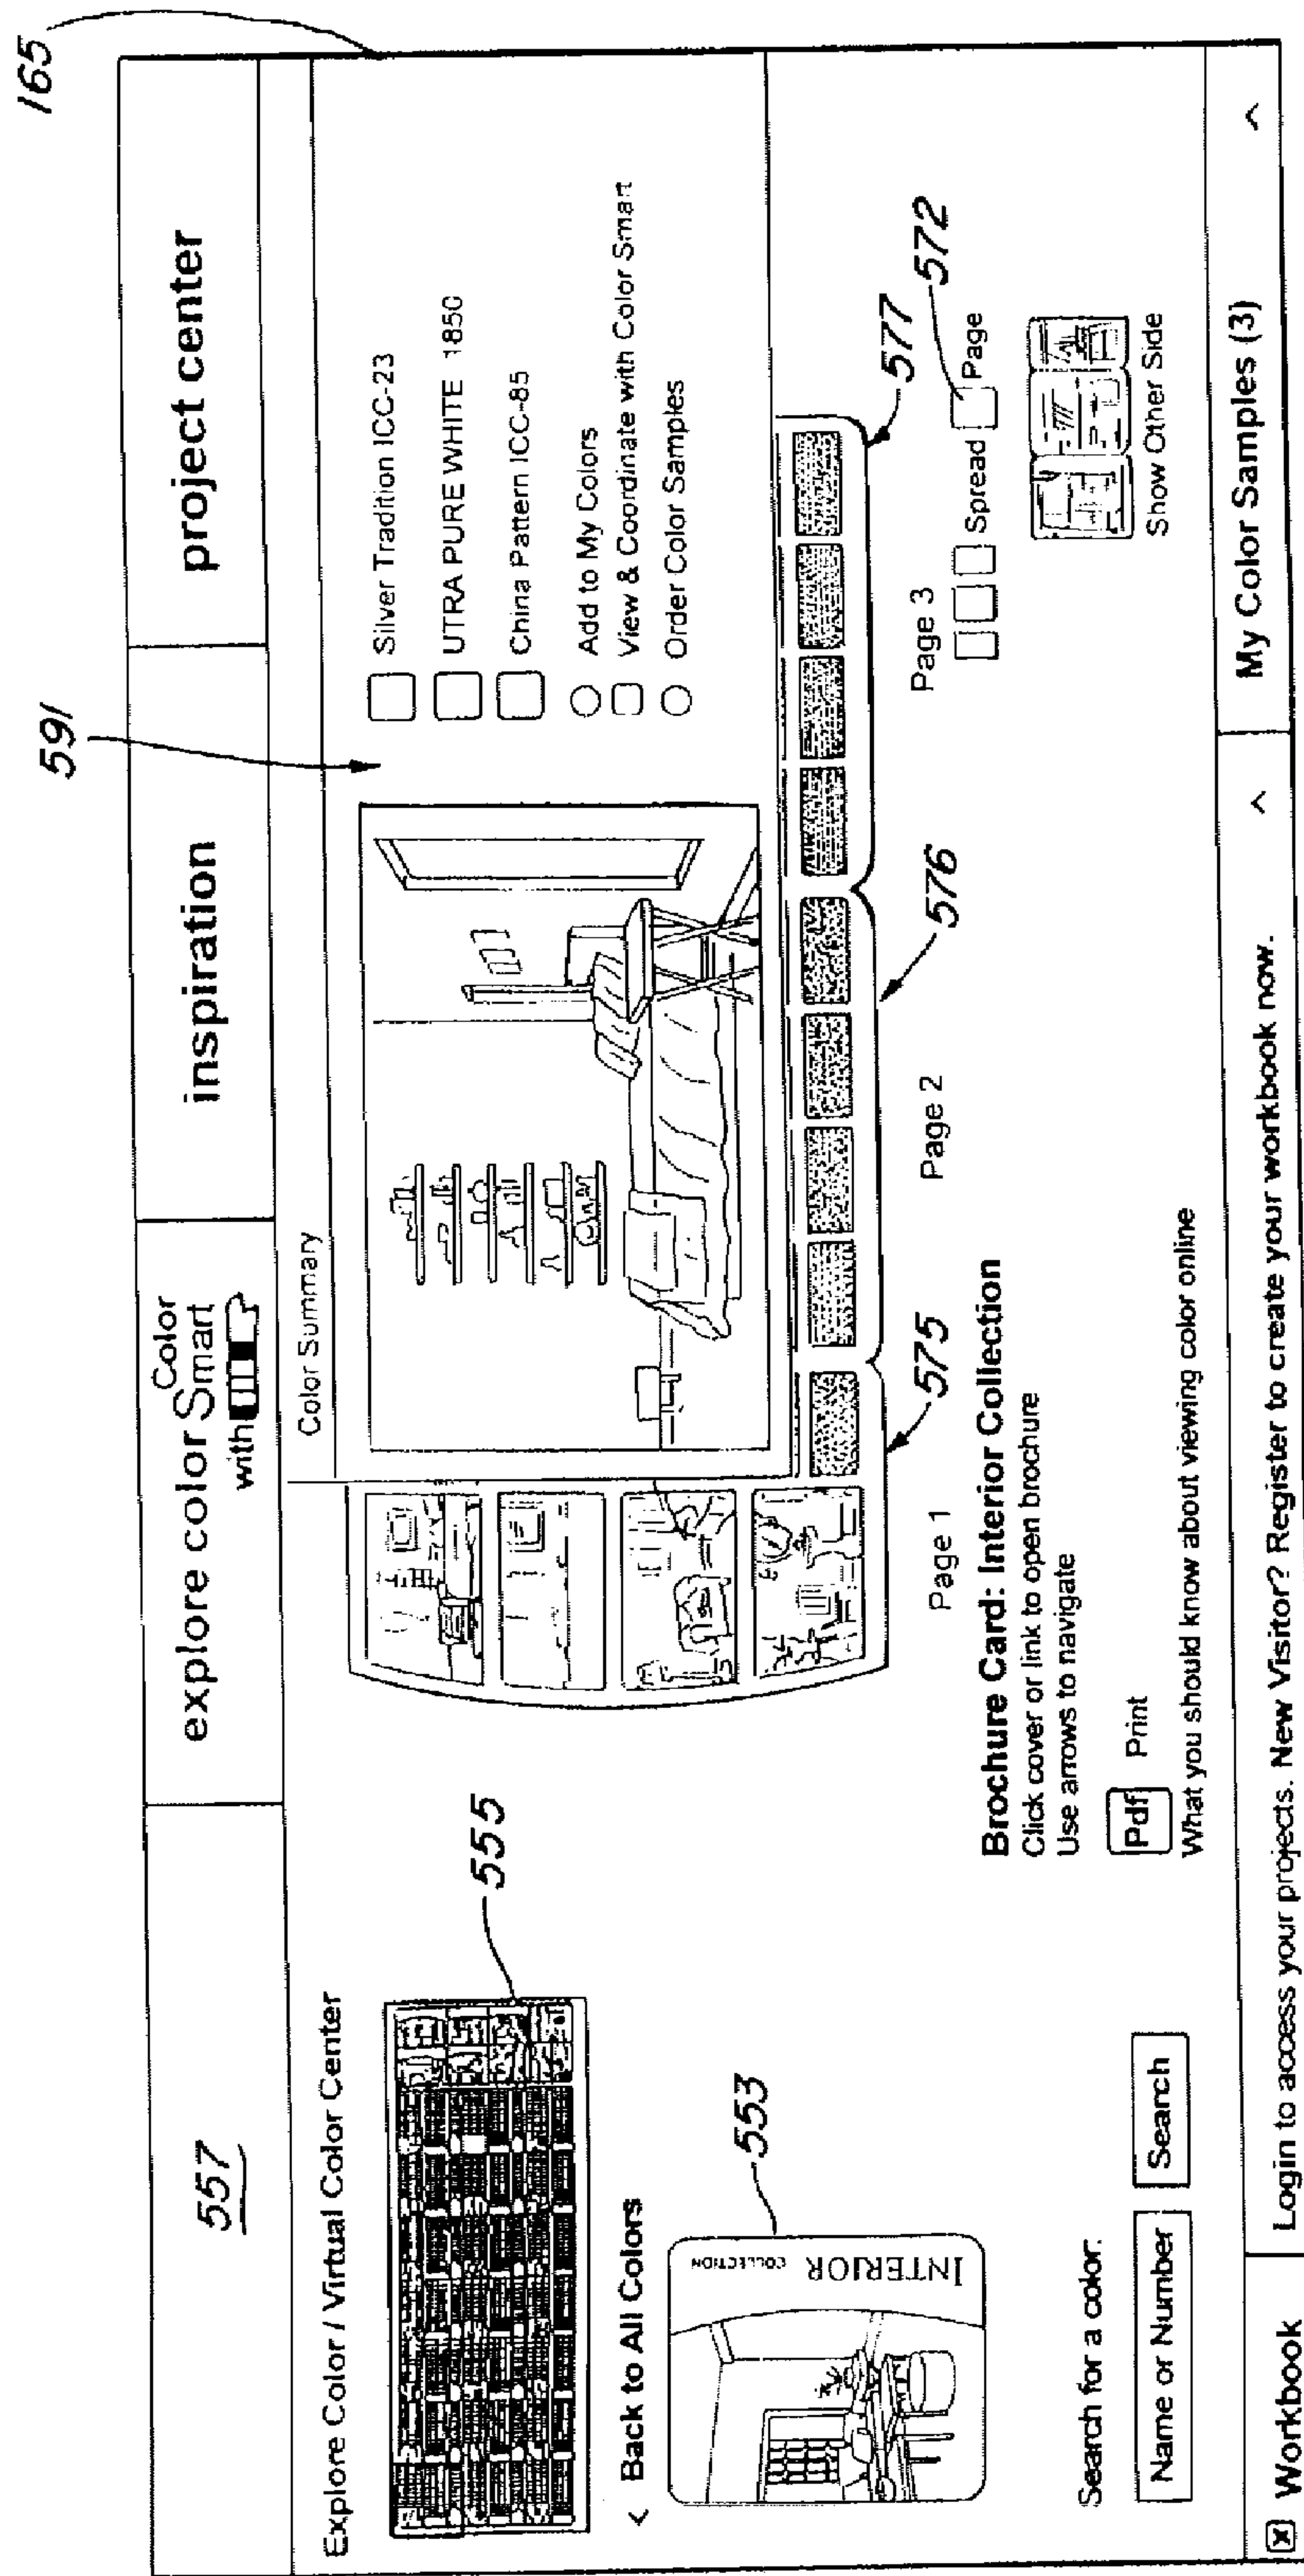 165
591
557
explore color
with
Color
Smart
inspiration
project center
Explore Color / Virtual Color Center
555
< Back to All Colors
553
INTERIOR
COLLECTION
Search for a color:
Name or Number
Search
Color Summary
Silver Tradition ICC-23
UTRA PURE WHITE 1850
China Pattern ICC-85
Add to My Colors
View & Coordinate with Color Smart
Order Color Samples
575
576
577
572
Page 1
Page 2
Page 3
Spread
Page
Show Other Side
Brochure Card: Interior Collection
Click cover or link to open brochure
Use arrows to navigate
Pdf Print
What you should know about viewing color online
x Workbook
Login to access your projects. New Visitor? Register to create your workbook now. ^
My Color Samples (3) ^